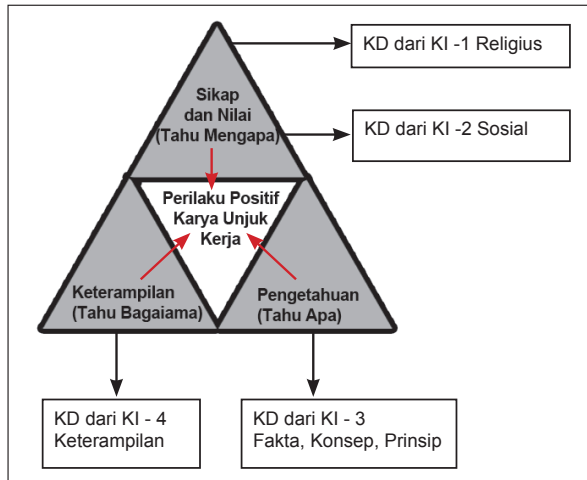 KD dari KI -1 Religius
Sikap
dan Nilai
(Tahu Mengapa)
KD dari KI -2 Sosial
Perilaku Positif
Karya Unjuk
Kerja
Keterampilan
(Tahu Bagaiama)
Pengetahuan
(Tahu Apa)
KD dari KI - 4
Keterampilan
KD dari KI - 3
Fakta, Konsep, Prinsip